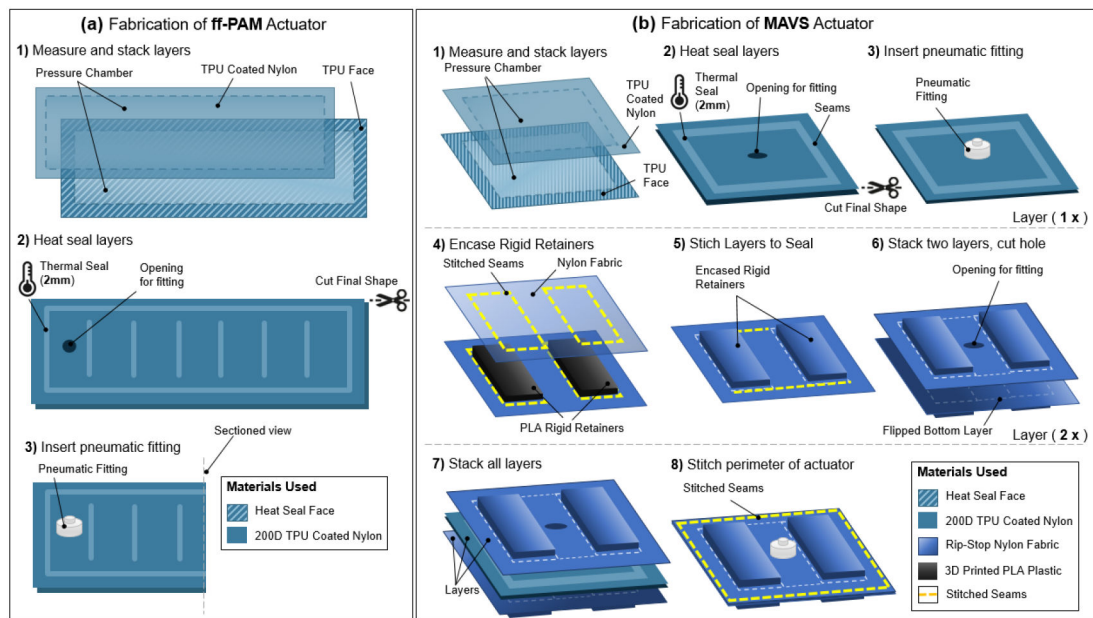 (a) Fabrication of ff-PAM Actuator
1) Measure and stack layers
Pressure Chamber
TPU Coated Nylon
TPU Face
2) Heat seal layers
Thermal Seal
(2mm)
Opening
for fitting
Cut Final Shape
3) Insert pneumatic fitting
Sectioned view
Pneumatic Fitting
Materials Used
Heat Seal Face
200D TPU Coated Nylon
(b) Fabrication of MAVS Actuator
1) Measure and stack layers
Pressure Chamber
TPU
Coated
Nylon
TPU
Face
2) Heat seal layers
Thermal
Seal
(2mm)
Opening for fitting
Seams
Cut Final Shape
3) Insert pneumatic fitting
Pneumatic
Fitting
Layer ( 1 x )
4) Encase Rigid Retainers
Stitched Seams
Nylon Fabric
PLA Rigid Retainers
5) Stich Layers to Seal
Encased Rigid
Retainers
6) Stack two layers, cut hole
Opening for fitting
Flipped Bottom Layer
Layer ( 2 x )
7) Stack all layers
Layers
8) Stitch perimeter of actuator
Stitched Seams
Materials Used
Heat Seal Face
200D TPU Coated Nylon
Rip-Stop Nylon Fabric
3D Printed PLA Plastic
Stitched Seams